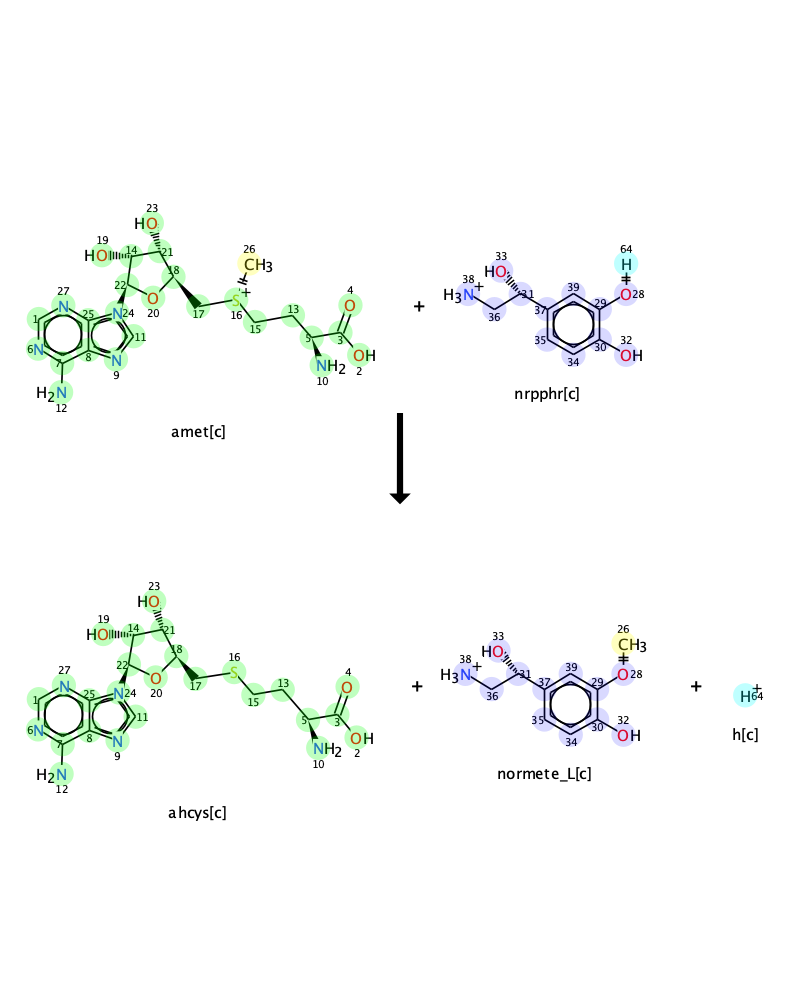 23
HO
19
HO
14
21
18
26
CH3
22
O
20
17
S
+
16
15
13
4
O
5
3
OH
2
NH2
10
27
N
25
N
24
1
11
6
N
7
8
N
9
H2N
12
amet[c]
+
33
HO
38
H3N
+
36
31
37
39
64
H
29
O
28
30
32
OH
35
34
nrpphr[c]
23
HO
19
HO
14
21
18
22
O
20
17
16
S
15
13
4
O
5
3
OH
2
NH2
10
27
N
25
N
24
1
11
6
N
7
8
N
9
H2N
12
ahcys[c]
+
33
HO
38
H3N
+
36
31
37
39
26
CH3
29
O
28
30
32
OH
35
34
normete_L[c]
+
H
+
64
h[c]